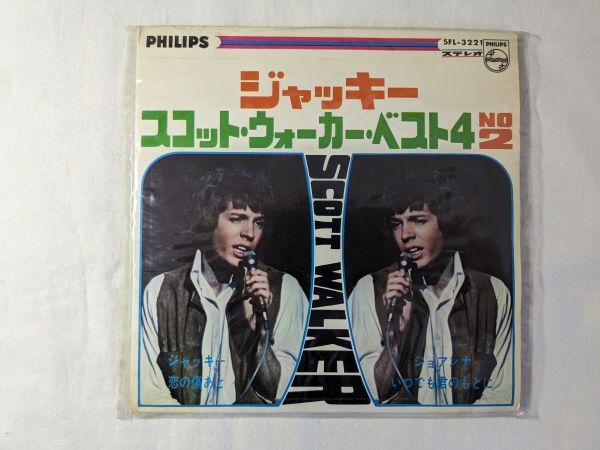 PHILIPS
SFL-3221
ステレオ
PHILIPS
ジャッキー
スコット・ウォーカー・ベスト4 NO 2
SCOTT WALKER
ジャッキー
恋の傷あと
ジョアンナ
いつでも君のもとに